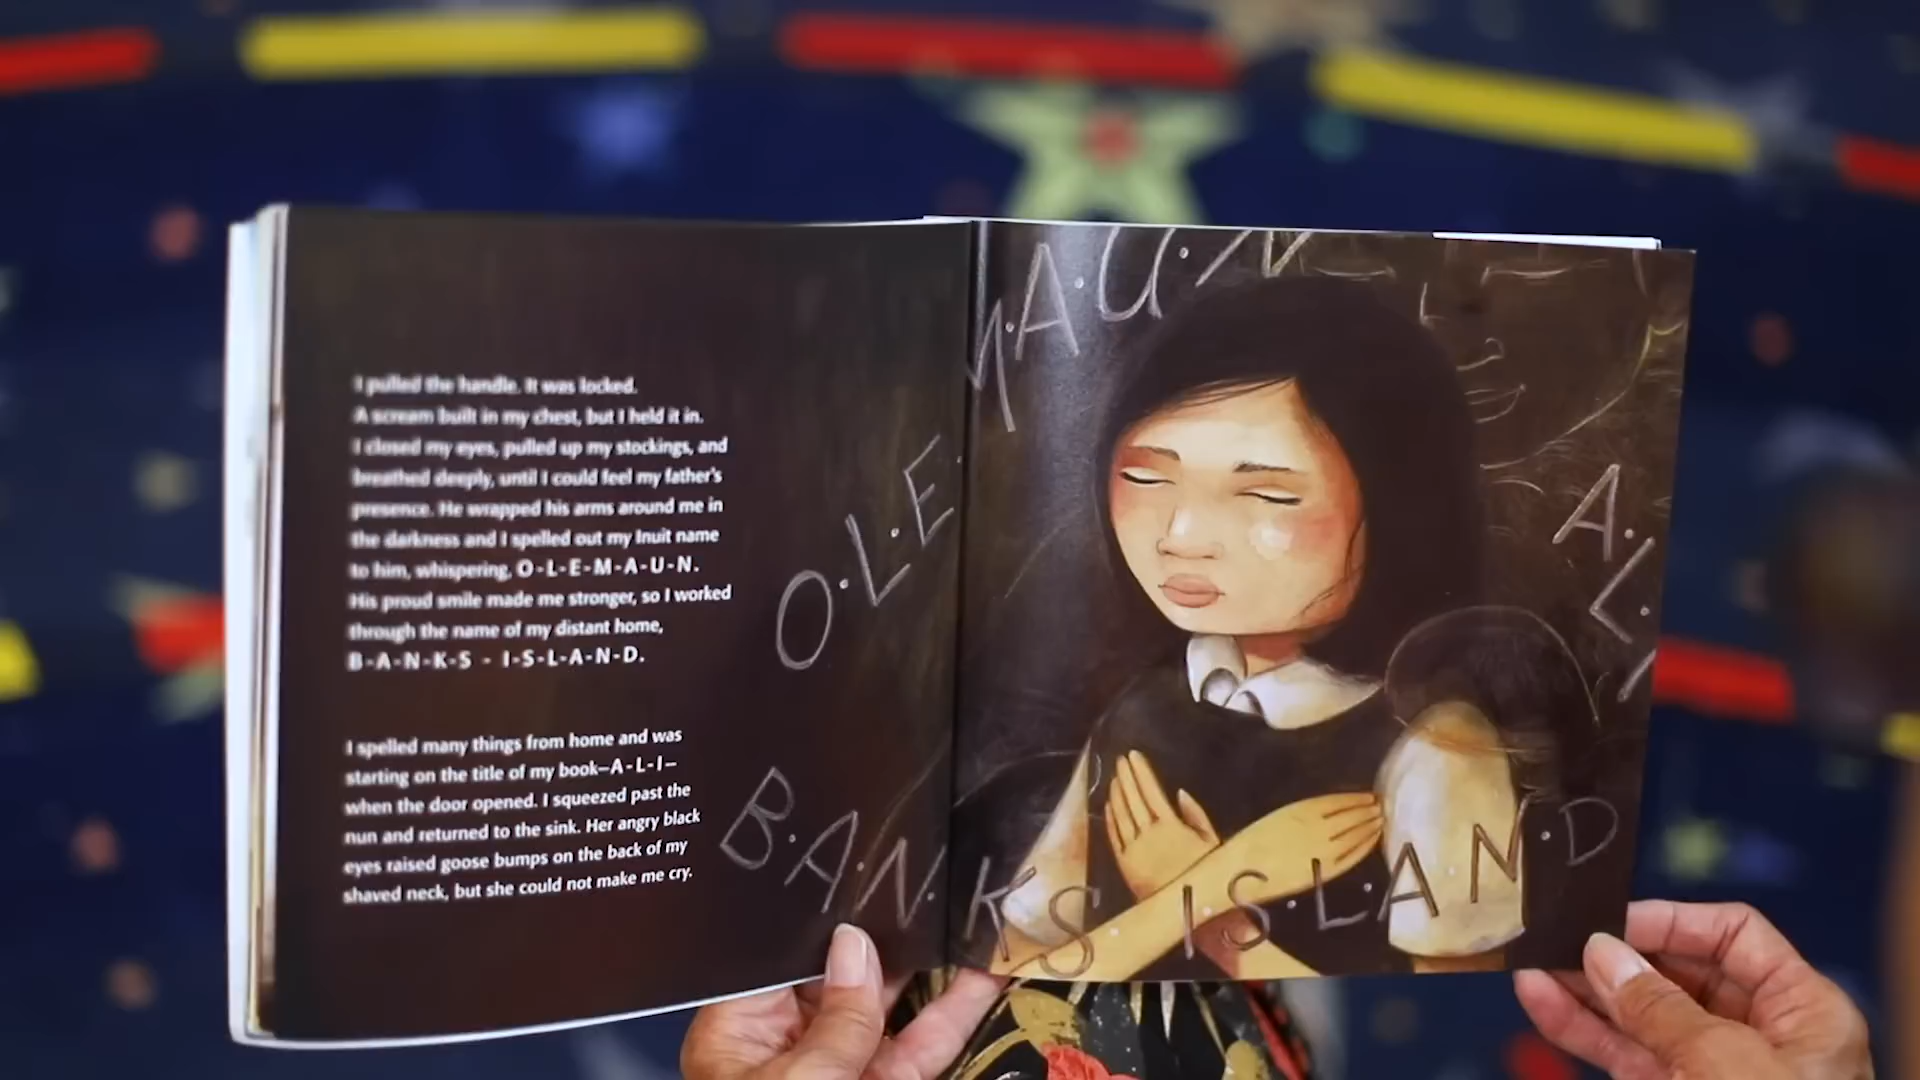 I pulled the handle. It was locked.
A scream built in my chest, but I held it in.
I closed my eyes, pulled up my stockings, and
breathed deeply, until I could feel my father's
presence. He wrapped his arms around me in
the darkness and I spelled out my Inuit name
to him, whispering, O-L-E-M-A-U-N.
His proud smile made me stronger, so I worked
through the name of my distant home,
B-A-N-K-S - I-S-L-A-N-D.
I spelled many things from home and was
starting on the title of my book—A-L-I—
when the door opened. I squeezed past the
nun and returned to the sink. Her angry black
eyes raised goose bumps on the back of my
shaved neck, but she could not make me cry.
O·L·E·M·A·U·N
A·L·I
B·A·N·K·S·I·S·L·A·N·D